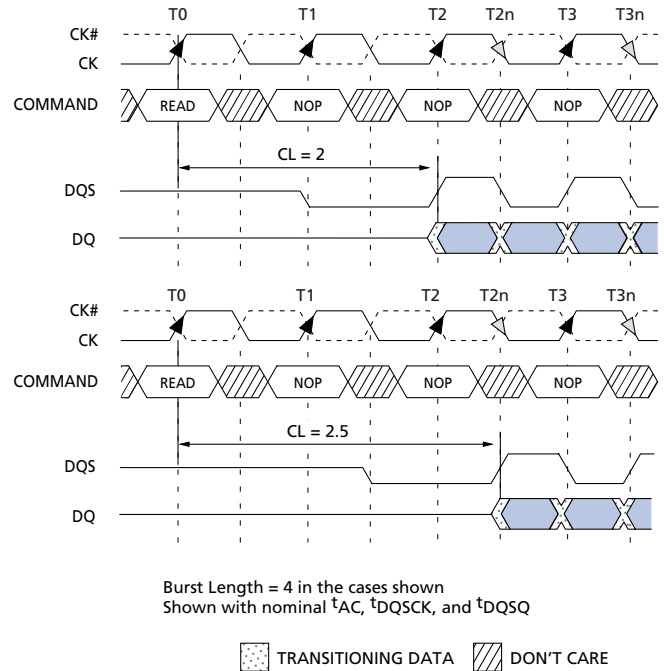 T0 T1 T2 T2n T3 T3n
CK#
CK
COMMAND READ NOP NOP NOP
CL = 2
DQS
DQ
T0 T1 T2 T2n T3 T3n
CK#
CK
COMMAND READ NOP NOP NOP
CL = 2.5
DQS
DQ
Burst Length = 4 in the cases shown
Shown with nominal tAC, tDQSCK, and tDQSQ
TRANSITIONING DATA DON'T CARE